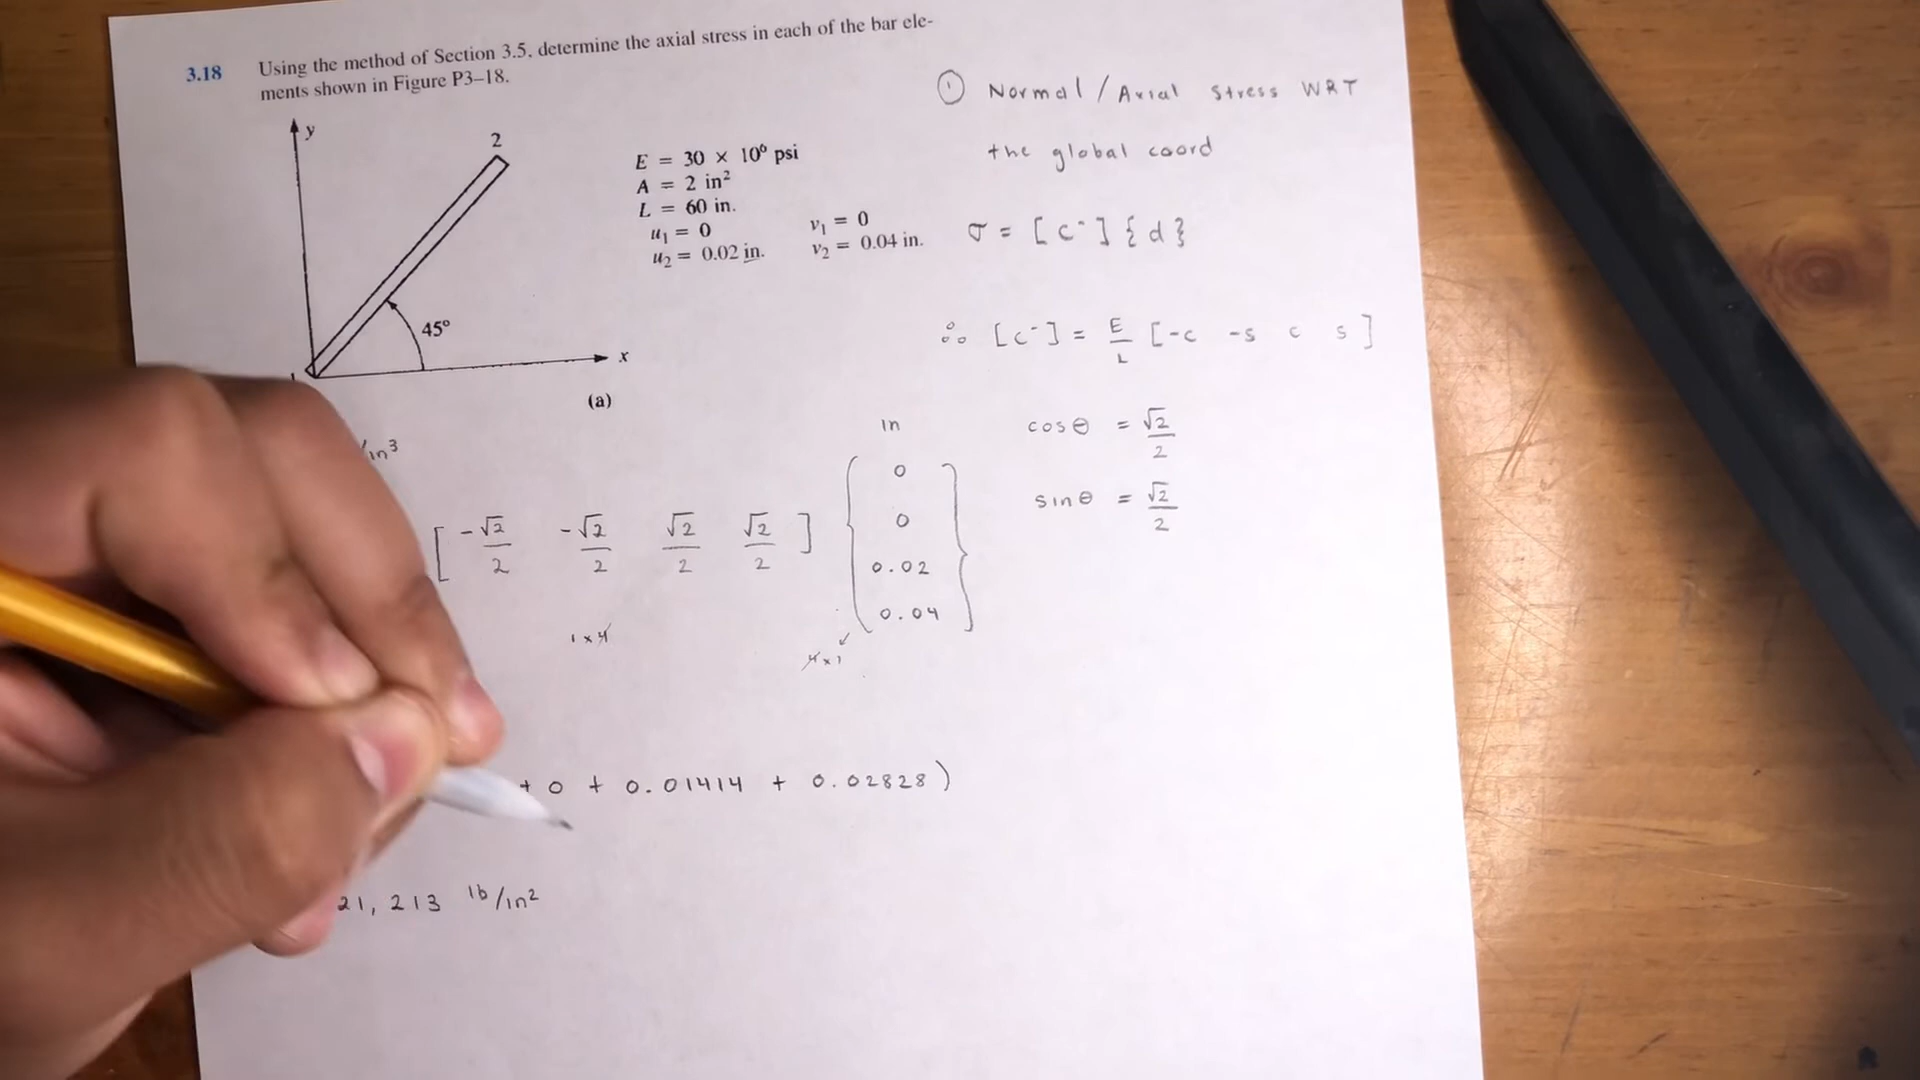 3.18 Using the method of Section 3.5, determine the axial stress in each of the bar ele-
ments shown in Figure P3–18.
y
2
45°
x
(a)
E = 30 × 10⁶ psi
A = 2 in²
L = 60 in.
u₁ = 0 v₁ = 0
u₂ = 0.02 in. v₂ = 0.04 in.
① Normal / Axial Stress WRT
the global coord
σ = [c⁻] {d}
∴ [c⁻] = E/L [-c -s c s]
cosθ = √2/2
sinθ = √2/2
/in³
in
[-√2/2 -√2/2 √2/2 √2/2] {0
0
0.02
0.04}
1 x 4
4 x 1
+ 0 + 0.01414 + 0.02828)
21,213 lb/in²